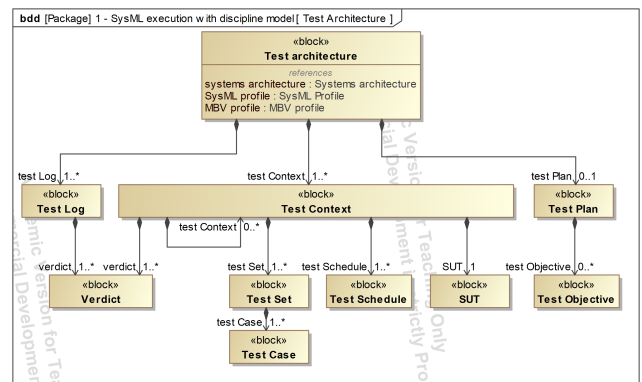 bdd [Package] 1 - SysML execution with discipline model [ Test Architecture ]
«block»
Test architecture
references
systems architecture : Systems architecture
SysML profile : SysML Profile
MBV profile : MBV profile
test Log 1..*
test Context 1..*
test Plan 0..1
«block»
Test Log
«block»
Test Context
«block»
Test Plan
test Context 0..*
verdict 1..*
verdict 1..*
test Set 1..*
test Schedule 1..*
SUT 1
test Objective 0..*
«block»
Verdict
«block»
Test Set
«block»
Test Schedule
«block»
SUT
«block»
Test Objective
test Case 1..*
«block»
Test Case